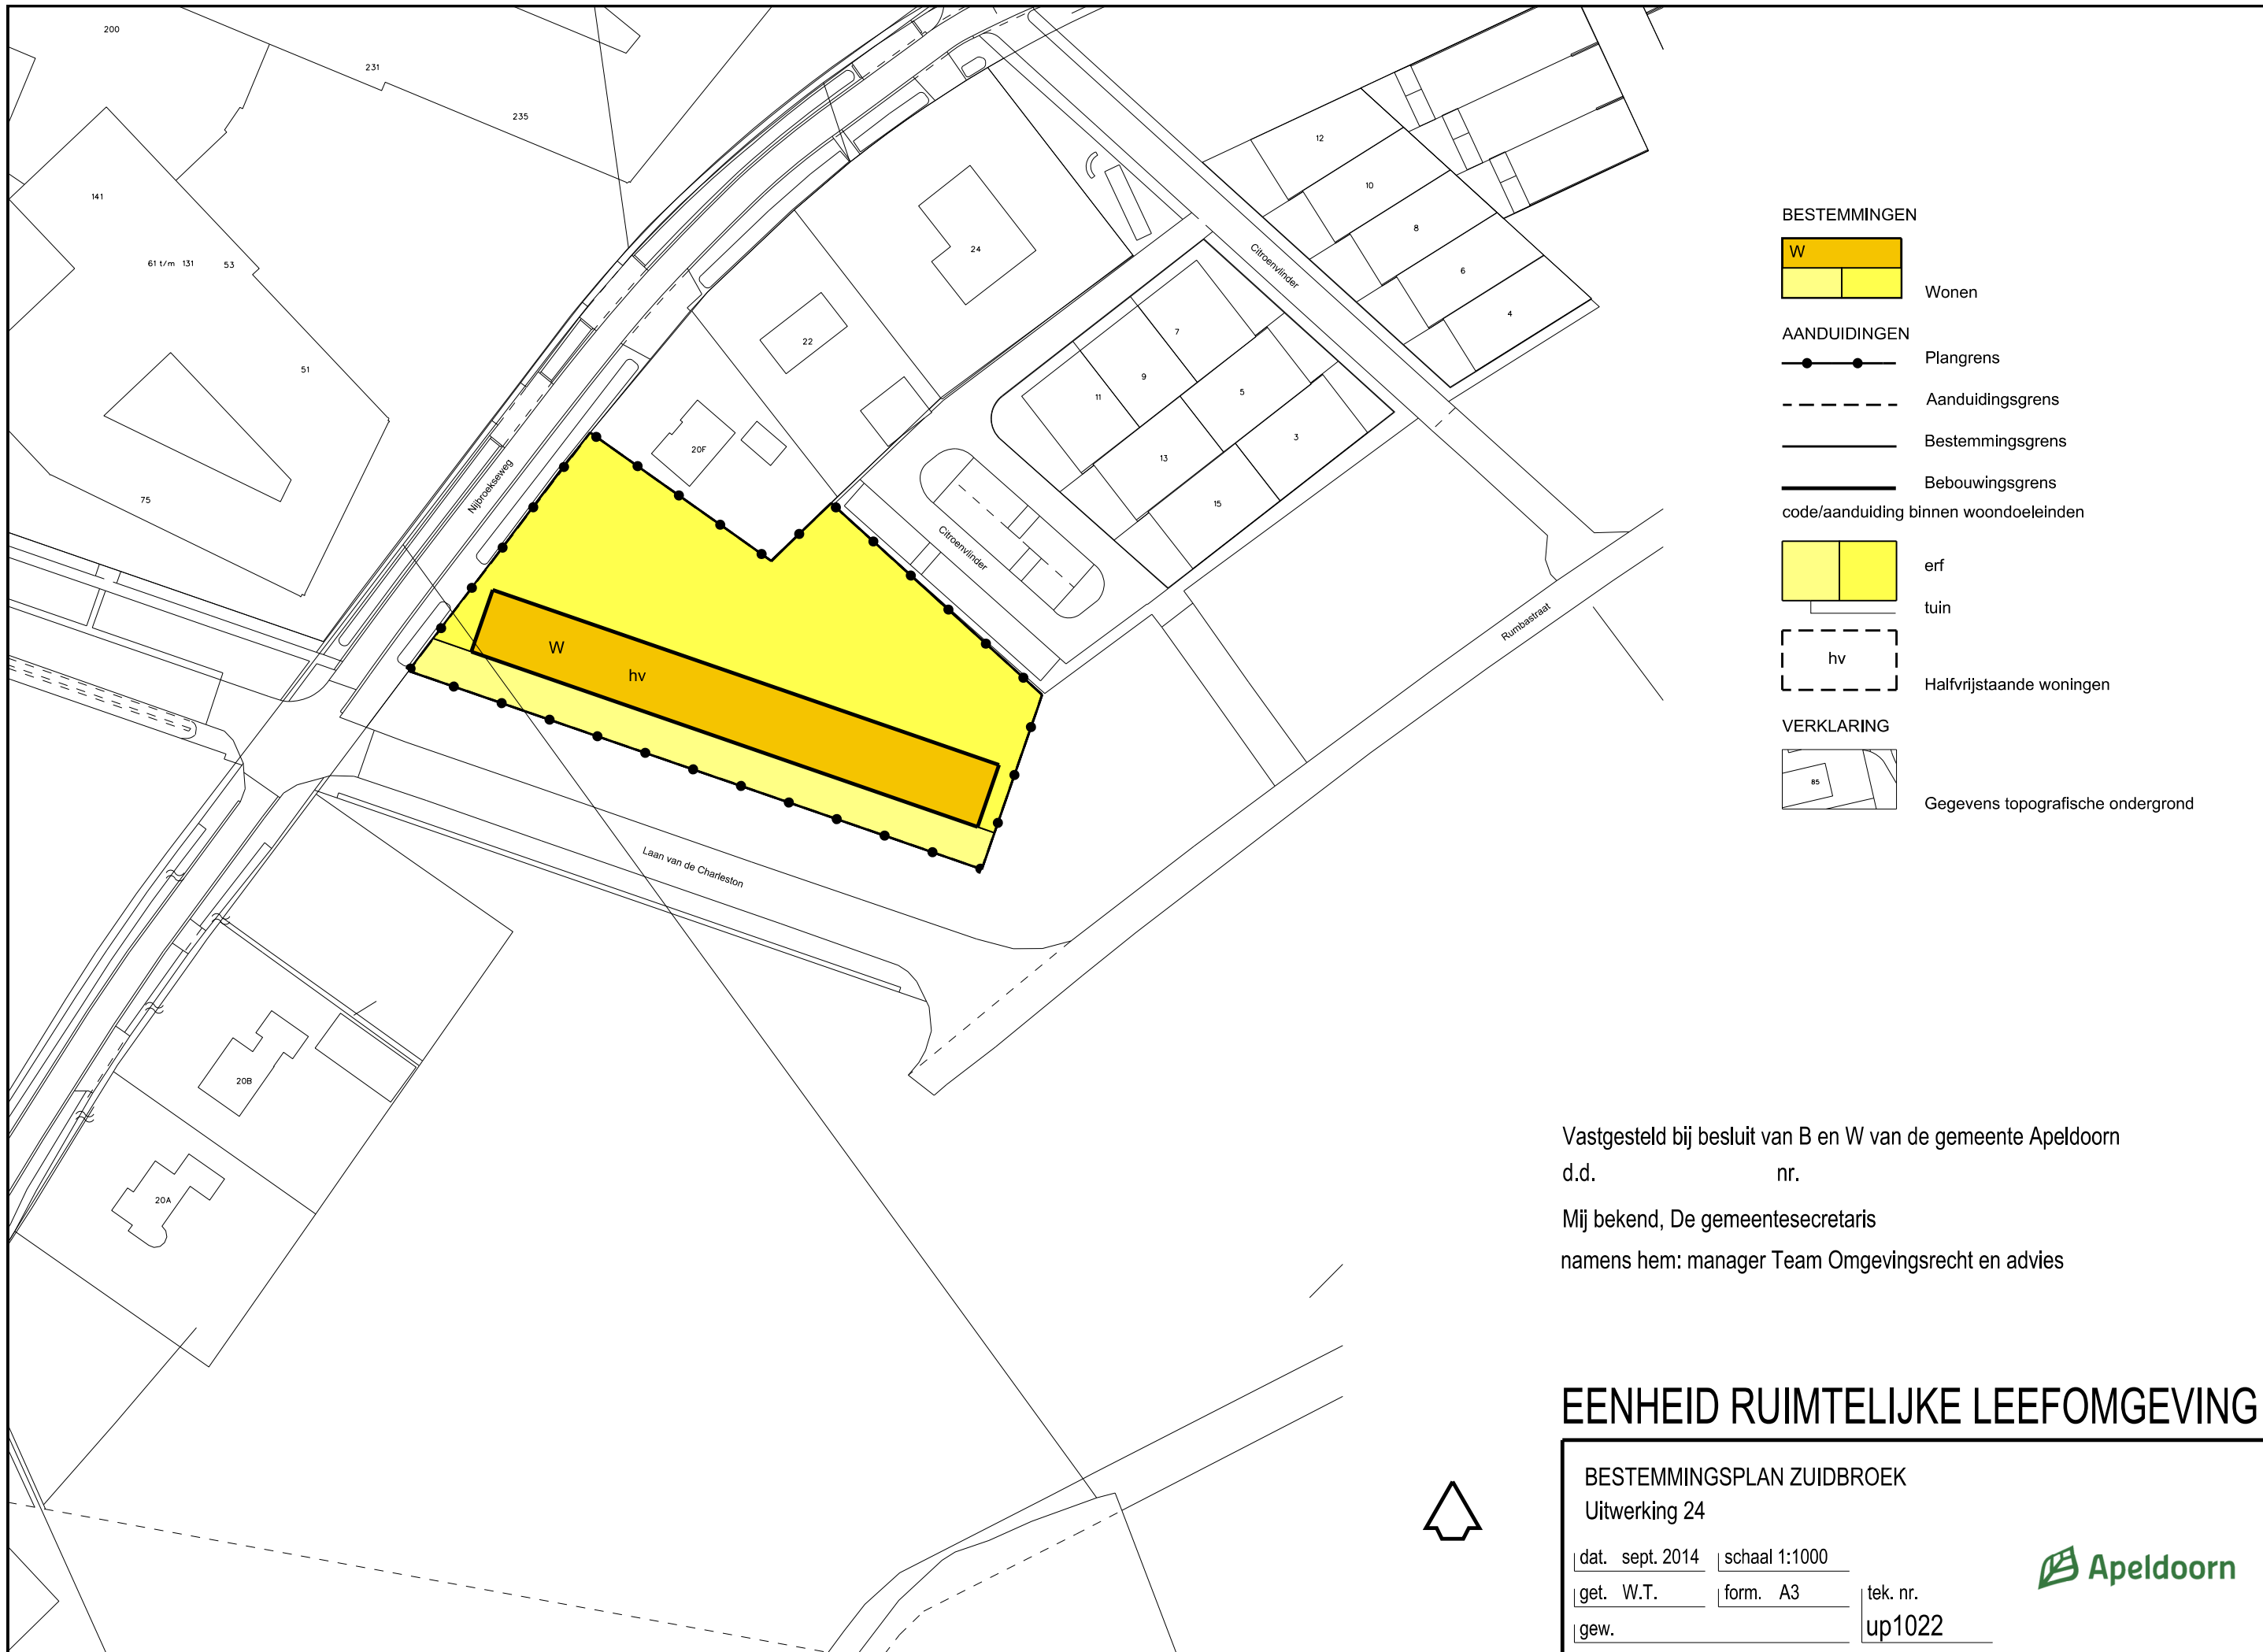 200
231
235
141
61 t/m 131
53
51
75
Nijbroekseweg
24
22
20F
12
10
8
6
4
Citroenvlinder
7
9
11
5
3
13
15
Citroenvlinder
Rumbastraat
W
hv
Laan van de Charleston
20B
20A
BESTEMMINGEN
W
Wonen
AANDUIDINGEN
Plangrens
Aanduidingsgrens
Bestemmingsgrens
Bebouwingsgrens
code/aanduiding binnen woondoeleinden
erf
tuin
hv
Halfvrijstaande woningen
VERKLARING
85
Gegevens topografische ondergrond
Vastgesteld bij besluit van B en W van de gemeente Apeldoorn
d.d. nr.
Mij bekend, De gemeentesecretaris
namens hem: manager Team Omgevingsrecht en advies
EENHEID RUIMTELIJKE LEEFOMGEVING
BESTEMMINGSPLAN ZUIDBROEK
Uitwerking 24
dat. sept. 2014 schaal 1:1000
get. W.T. form. A3 tek. nr.
gew. up1022
Apeldoorn